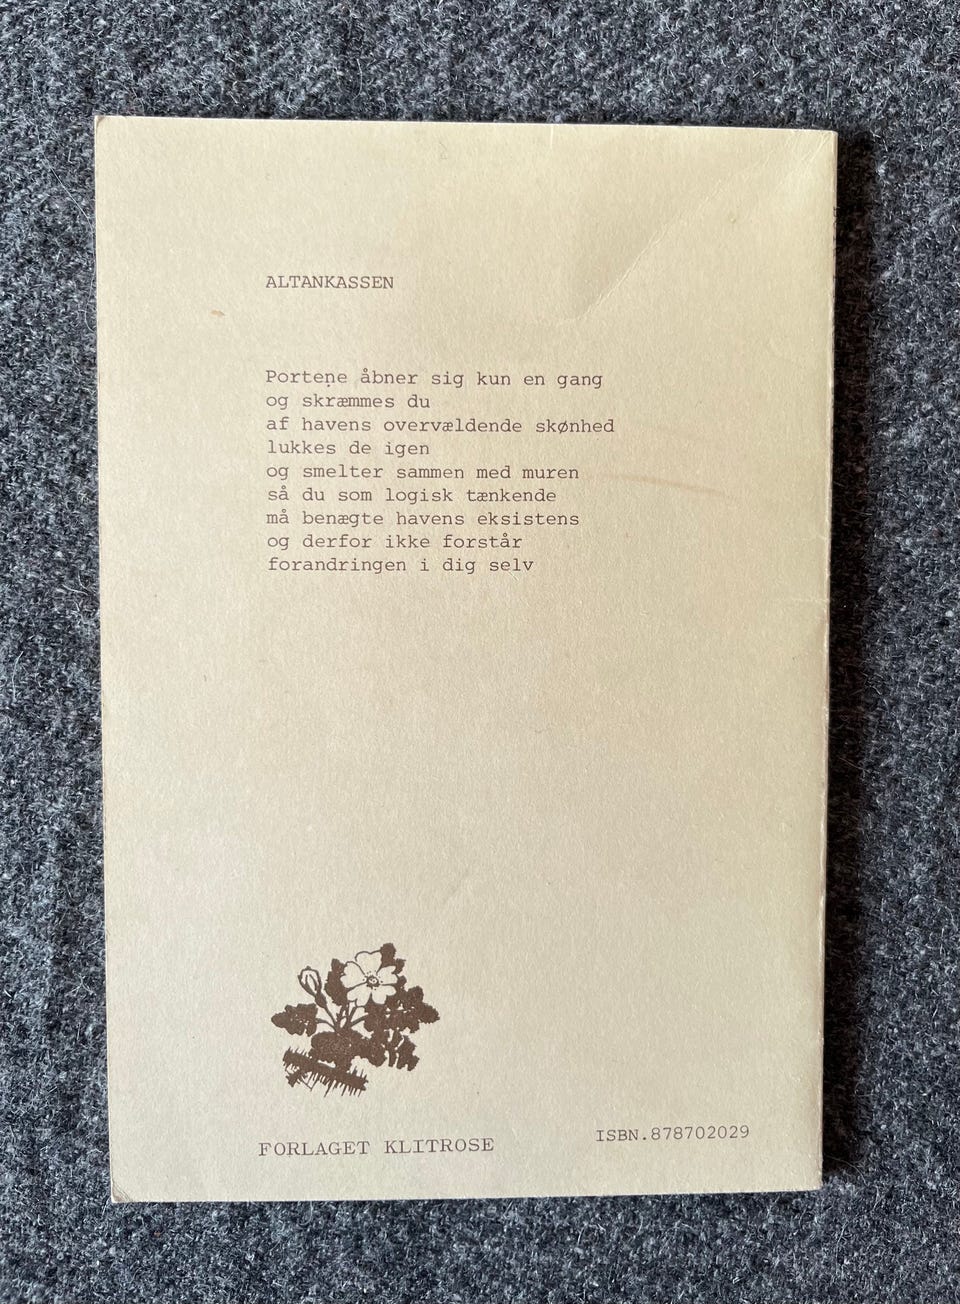 ALTANKASSEN
Portene åbner sig kun en gang
og skræmmes du
af havens overvældende skønhed
lukkes de igen
og smelter sammen med muren
så du som logisk tænkende
må benægte havens eksistens
og derfor ikke forstår
forandringen i dig selv
FORLAGET KLITROSE
ISBN.878702029